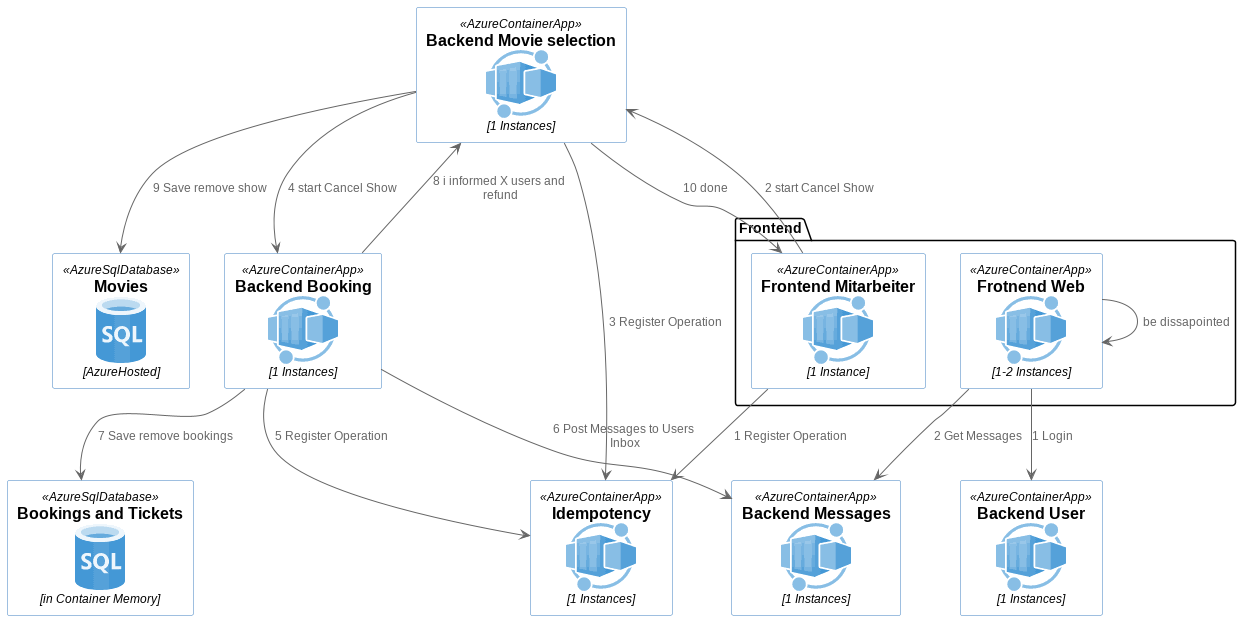 «AzureContainerApp»
Backend Movie selection
[1 Instances]
9 Save remove show
4 start Cancel Show
8 i informed X users and
refund
10 done
2 start Cancel Show
Frontend
«AzureSqlDatabase»
Movies
SQL
[AzureHosted]
«AzureContainerApp»
Backend Booking
[1 Instances]
3 Register Operation
«AzureContainerApp»
Frontend Mitarbeiter
[1 Instance]
«AzureContainerApp»
Frotnend Web
[1-2 Instances]
be dissapointed
7 Save remove bookings
5 Register Operation
6 Post Messages to Users
Inbox
1 Register Operation
2 Get Messages
1 Login
«AzureSqlDatabase»
Bookings and Tickets
SQL
[in Container Memory]
«AzureContainerApp»
Idempotency
[1 Instances]
«AzureContainerApp»
Backend Messages
[1 Instances]
«AzureContainerApp»
Backend User
[1 Instances]